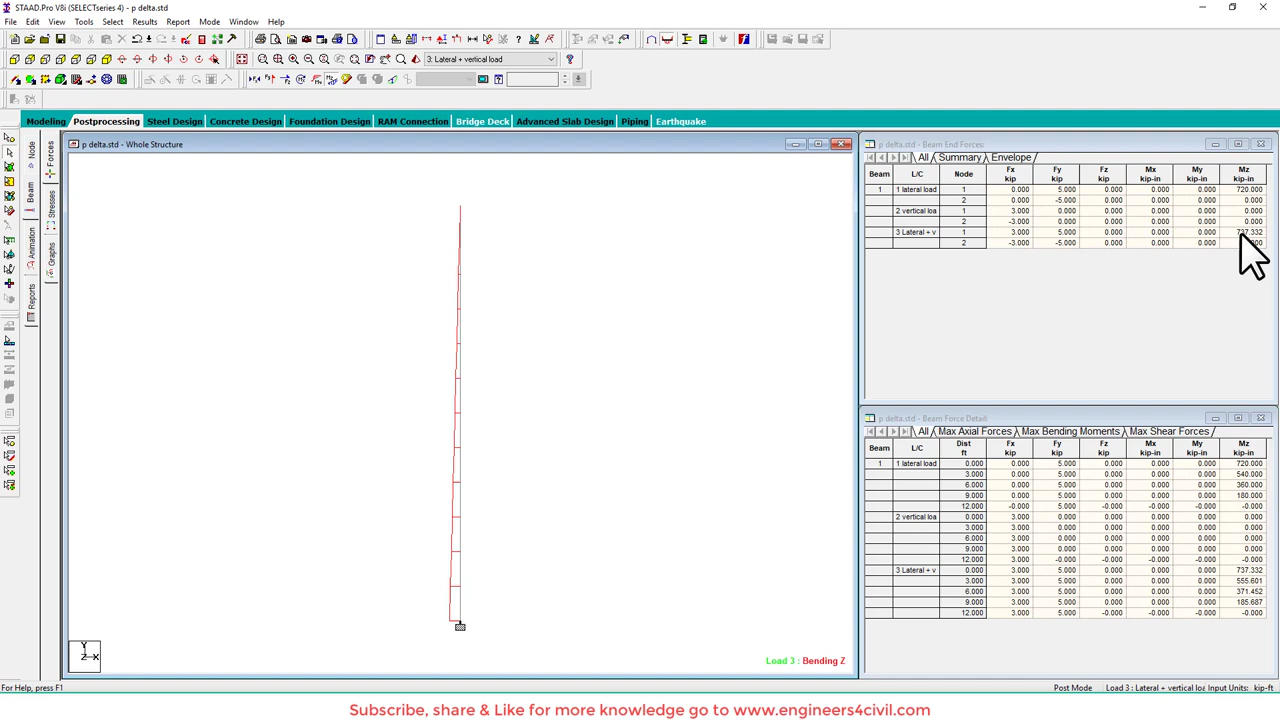 STAAD.Pro V8i (SELECTseries 4) - p delta.std
File Edit View Tools Select Results Report Mode Window Help
3: Lateral + vertical load
Modeling Postprocessing Steel Design Concrete Design Foundation Design RAM Connection Bridge Deck Advanced Slab Design Piping Earthquake
Node
Beam
Animation
Reports
Forces
Stresses
Graphs
p delta.std - Whole Structure
Y
Z X
Load 3 : Bending Z
p delta.std - Beam End Forces:
All Summary Envelope
Beam L/C Node Fx kip Fy kip Fz kip Mx kip-in My kip-in Mz kip-in
1 1 lateral load 1 0.000 5.000 0.000 0.000 0.000 720.000
2 0.000 -5.000 0.000 0.000 0.000 0.000
2 vertical loa 1 3.000 0.000 0.000 0.000 0.000 0.000
2 -3.000 0.000 0.000 0.000 0.000 0.000
3 Lateral + v 1 3.000 5.000 0.000 0.000 0.000 737.332
2 -3.000 -5.000 0.000 0.000 0.000
p delta.std - Beam Force Detail:
All Max Axial Forces Max Bending Moments Max Shear Forces
Beam L/C Dist ft Fx kip Fy kip Fz kip Mx kip-in My kip-in Mz kip-in
1 1 lateral load 0.000 0.000 5.000 0.000 0.000 0.000 720.000
3.000 0.000 5.000 0.000 0.000 0.000 540.000
6.000 0.000 5.000 0.000 0.000 0.000 360.000
9.000 0.000 5.000 0.000 0.000 0.000 180.000
12.000 -0.000 5.000 -0.000 0.000 -0.000 -0.000
2 vertical loa 0.000 3.000 0.000 0.000 0.000 0.000 0.000
3.000 3.000 0.000 0.000 0.000 0.000 0.000
6.000 3.000 0.000 0.000 0.000 0.000 0.000
9.000 3.000 0.000 0.000 0.000 0.000 0.000
12.000 3.000 -0.000 -0.000 0.000 -0.000 -0.000
3 Lateral + v 0.000 3.000 5.000 0.000 0.000 0.000 737.332
3.000 3.000 5.000 0.000 0.000 0.000 555.601
6.000 3.000 5.000 0.000 0.000 0.000 371.452
9.000 3.000 5.000 0.000 0.000 0.000 185.687
12.000 3.000 5.000 -0.000 0.000 -0.000 -0.000
For Help, press F1
Post Mode Load 3 : Lateral + vertical loa Input Units: kip-ft
Subscribe, share & Like for more knowledge go to www.engineers4civil.com